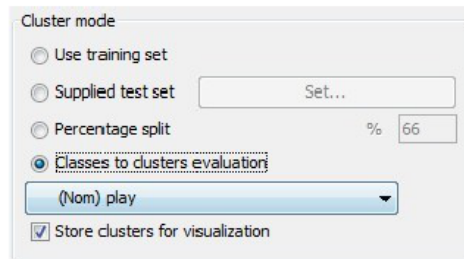 Cluster mode
Use training set
Supplied test set Set...
Percentage split % 66
Classes to clusters evaluation
(Nom) play
Store clusters for visualization